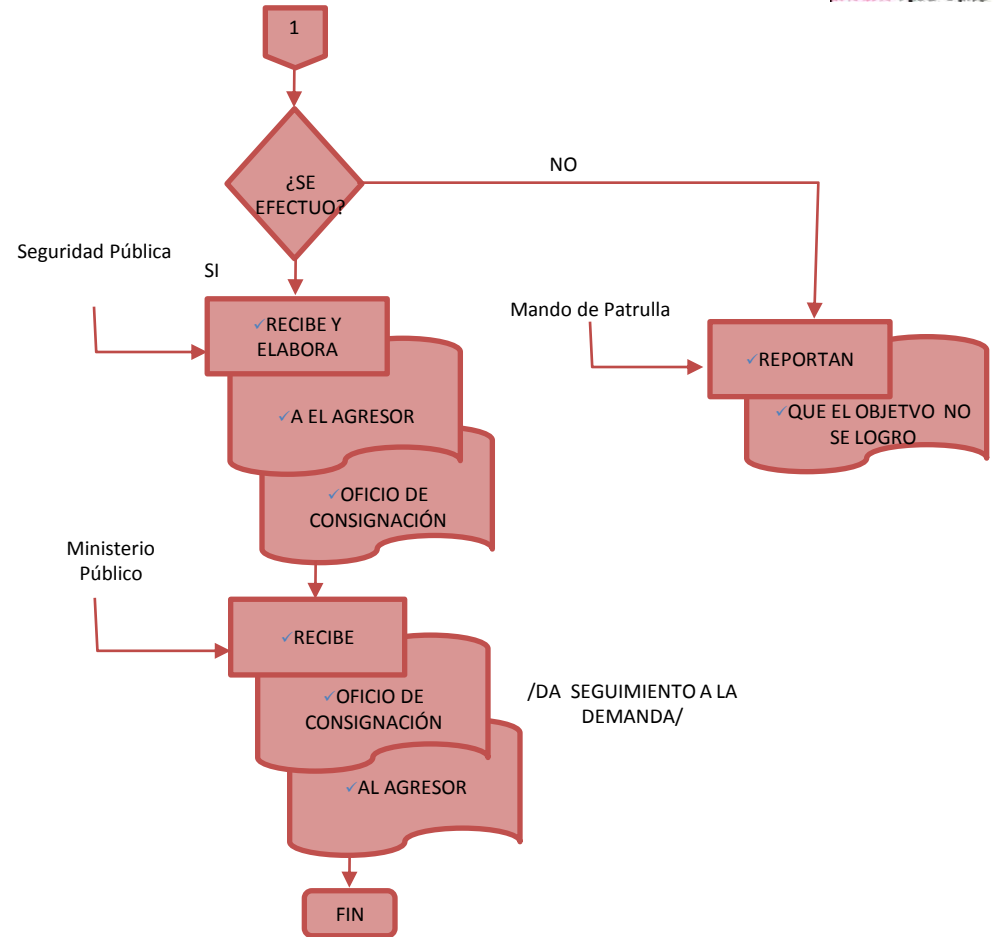 1
¿SE
EFECTUO?
NO
Seguridad Pública
SI
✓RECIBE Y
ELABORA
✓A EL AGRESOR
✓OFICIO DE
CONSIGNACIÓN
Mando de Patrulla
✓REPORTAN
✓QUE EL OBJETVO NO
SE LOGRO
Ministerio
Público
✓RECIBE
✓OFICIO DE
CONSIGNACIÓN
/DA SEGUIMIENTO A LA
DEMANDA/
✓AL AGRESOR
FIN